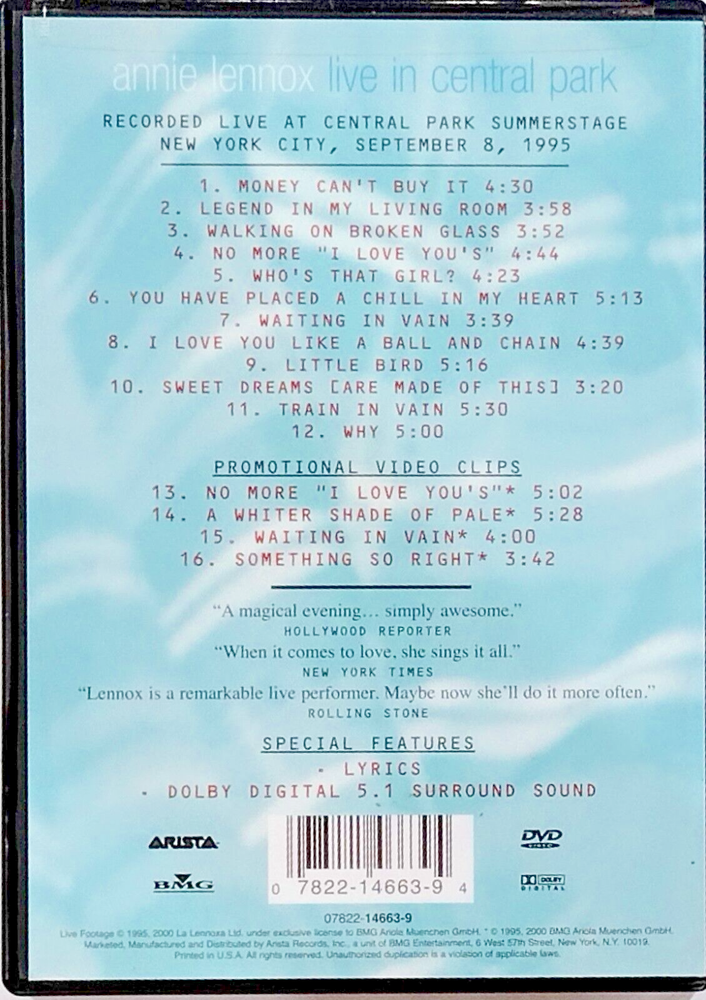 annie lennox live in central park
RECORDED LIVE AT CENTRAL PARK SUMMERSTAGE
NEW YORK CITY, SEPTEMBER 8, 1995
1. MONEY CAN'T BUY IT 4:30
2. LEGEND IN MY LIVING ROOM 3:58
3. WALKING ON BROKEN GLASS 3:52
4. NO MORE "I LOVE YOU'S" 4:44
5. WHO'S THAT GIRL? 4:23
6. YOU HAVE PLACED A CHILL IN MY HEART 5:13
7. WAITING IN VAIN 3:39
8. I LOVE YOU LIKE A BALL AND CHAIN 4:39
9. LITTLE BIRD 5:16
10. SWEET DREAMS [ARE MADE OF THIS] 3:20
11. TRAIN IN VAIN 5:30
12. WHY 5:00
PROMOTIONAL VIDEO CLIPS
13. NO MORE "I LOVE YOU'S"* 5:02
14. A WHITER SHADE OF PALE* 5:28
15. WAITING IN VAIN* 4:00
16. SOMETHING SO RIGHT* 3:42
“A magical evening… simply awesome.”
HOLLYWOOD REPORTER
“When it comes to love, she sings it all.”
NEW YORK TIMES
“Lennox is a remarkable live performer. Maybe now she’ll do it more often.”
ROLLING STONE
SPECIAL FEATURES
- LYRICS
- DOLBY DIGITAL 5.1 SURROUND SOUND
ARISTA
DVD
VIDEO
BMG
DOLBY
DIGITAL
0 7822-14663-9 4
07822-14663-9
Live Footage © 1995, 2000 La Lennoxa Ltd. under exclusive license to BMG Ariola Muenchen GmbH. * © 1995, 2000 BMG Ariola Muenchen GmbH.
Marketed, Manufactured and Distributed by Arista Records, Inc., a unit of BMG Entertainment, 6 West 57th Street, New York, N.Y. 10019.
Printed in U.S.A. All rights reserved. Unauthorized duplication is a violation of applicable laws.